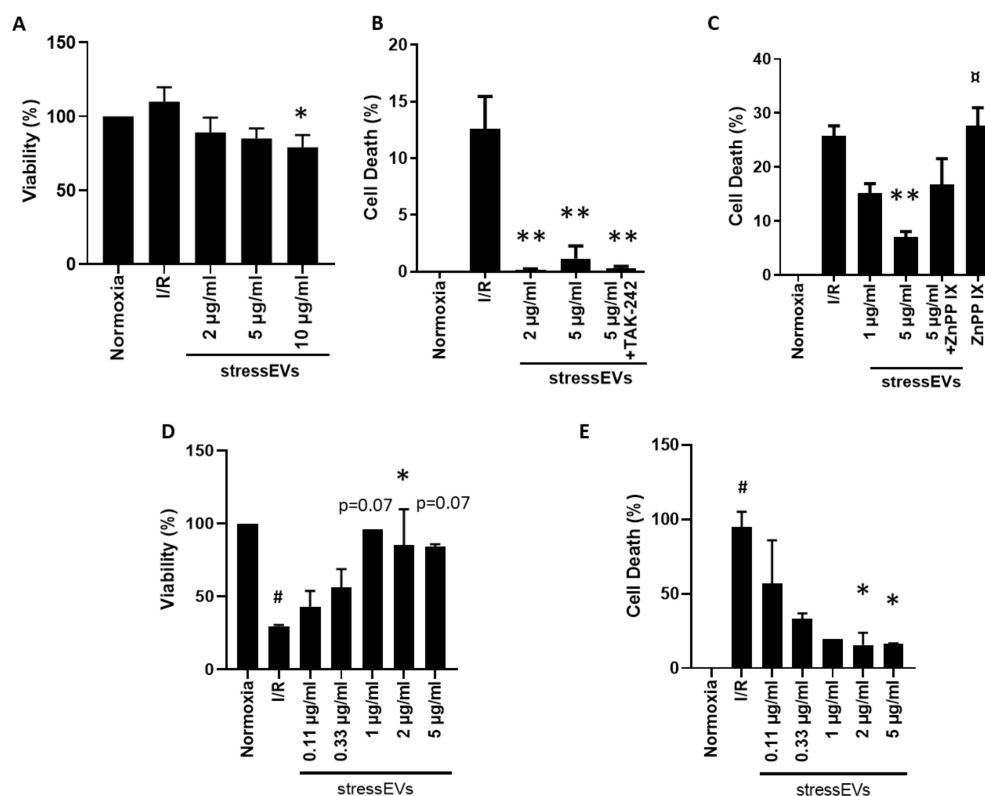 A
Viability (%)
150
100
50
0
*
Normoxia
I/R
2 µg/ml
5 µg/ml
10 µg/ml
stressEVs
B
Cell Death (%)
20
15
10
5
0
**
**
**
Normoxia
I/R
2 µg/ml
5 µg/ml
5 µg/ml
+TAK-242
stressEVs
C
Cell Death (%)
40
30
20
10
0
**
¤
Normoxia
I/R
1 µg/ml
5 µg/ml
5 µg/ml
+ZnPP IX
ZnPP IX
stressEVs
D
Viability (%)
150
100
50
0
#
p=0.07
*
p=0.07
Normoxia
I/R
0.11 µg/ml
0.33 µg/ml
1 µg/ml
2 µg/ml
5 µg/ml
stressEVs
E
Cell Death (%)
150
100
50
0
#
*
*
Normoxia
I/R
0.11 µg/ml
0.33 µg/ml
1 µg/ml
2 µg/ml
5 µg/ml
stressEVs